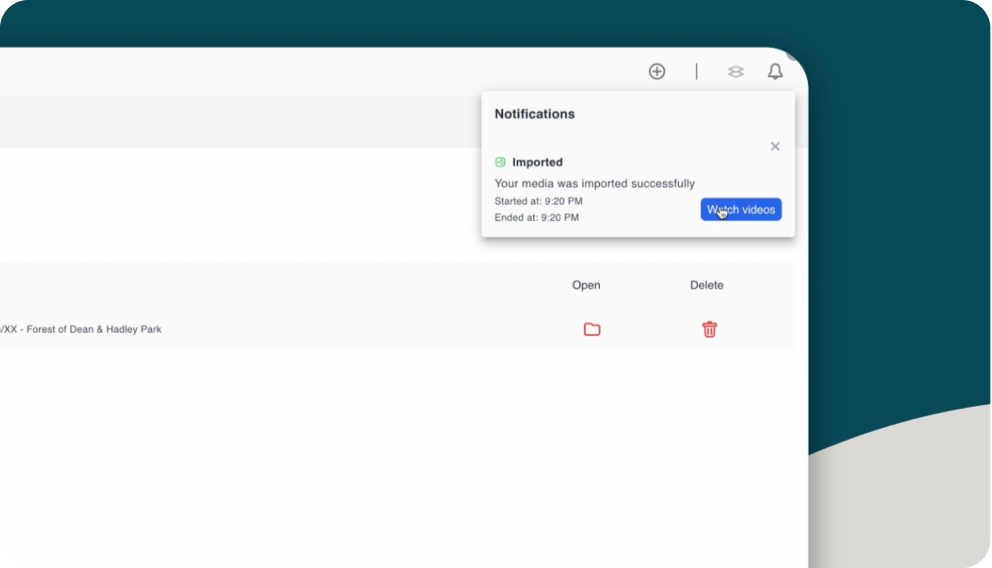 Notifications
Imported
Your media was imported successfully
Started at: 9:20 PM
Ended at: 9:20 PM
Watch videos
Open Delete
/XX - Forest of Dean & Hadley Park